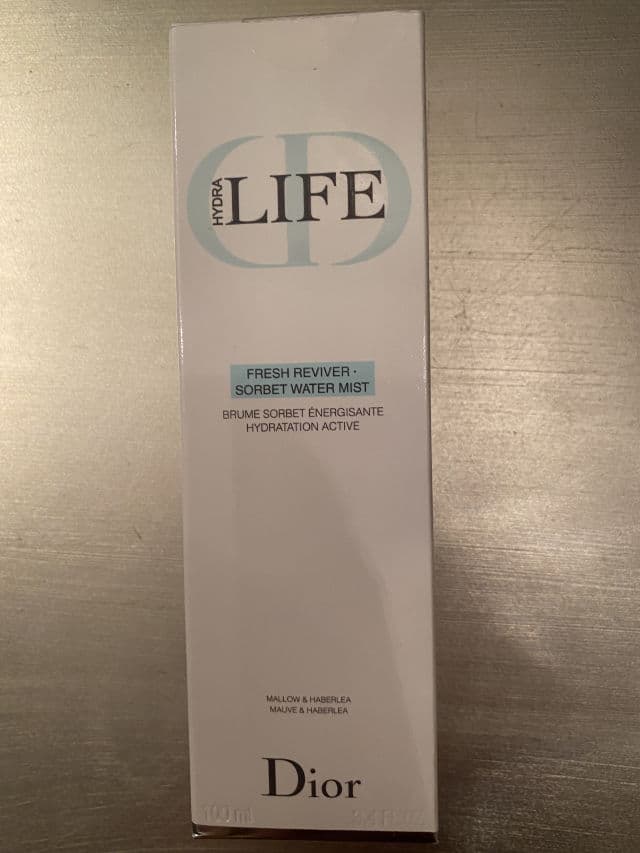 HYDRA
LIFE
FRESH REVIVER ·
SORBET WATER MIST
BRUME SORBET ÉNERGISANTE
HYDRATATION ACTIVE
MALLOW & HABERLEA
MAUVE & HABERLEA
Dior
100 ml